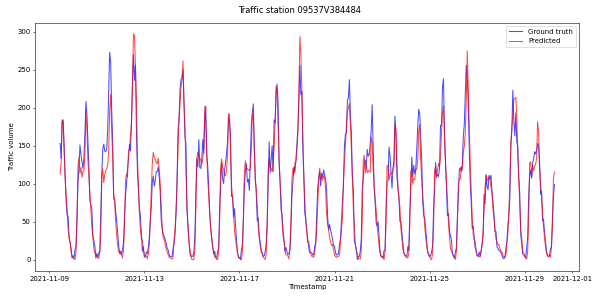 Traffic station 09537V384484
Ground truth
Predicted
Traffic volume
300
250
200
150
100
50
0
2021-11-09
2021-11-13
2021-11-17
2021-11-21
2021-11-25
2021-11-29
2021-12-01
Timestamp